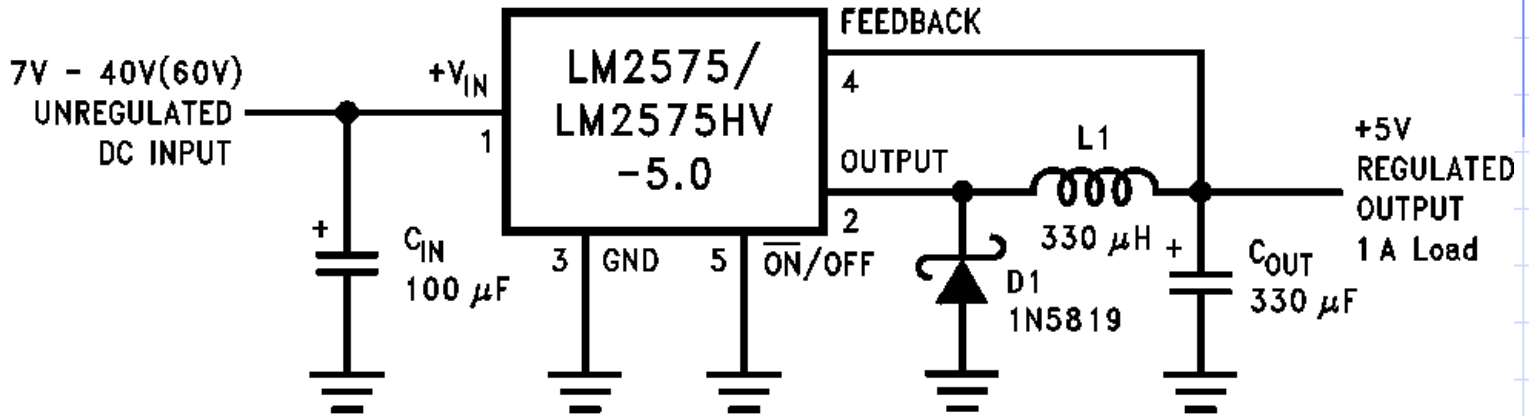 7V - 40V(60V)
UNREGULATED
DC INPUT
+VIN
1
+
CIN
100 μF
LM2575/
LM2575HV
-5.0
3
GND
5
ON/OFF
FEEDBACK
4
OUTPUT
2
L1
330 μH
D1
1N5819
+
COUT
330 μF
+5V
REGULATED
OUTPUT
1 A Load